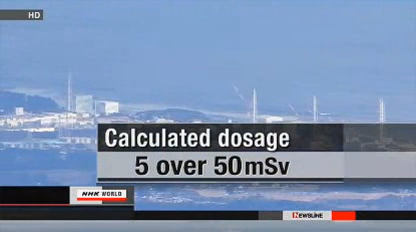 HD
Calculated dosage
5 over 50mSv
NHK WORLD
NEWSLINE